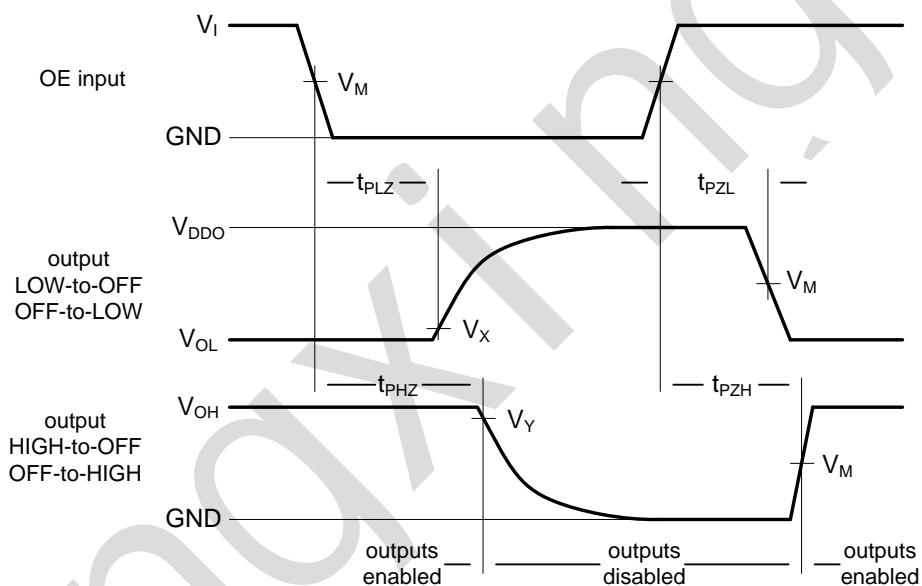 V_I
OE input
V_M
GND
t_PLZ
t_PZL
V_DDO
output
LOW-to-OFF
OFF-to-LOW
V_M
V_X
V_OL
t_PHZ
t_PZH
V_OH
output
HIGH-to-OFF
OFF-to-HIGH
V_Y
V_M
GND
outputs
enabled
outputs
disabled
outputs
enabled